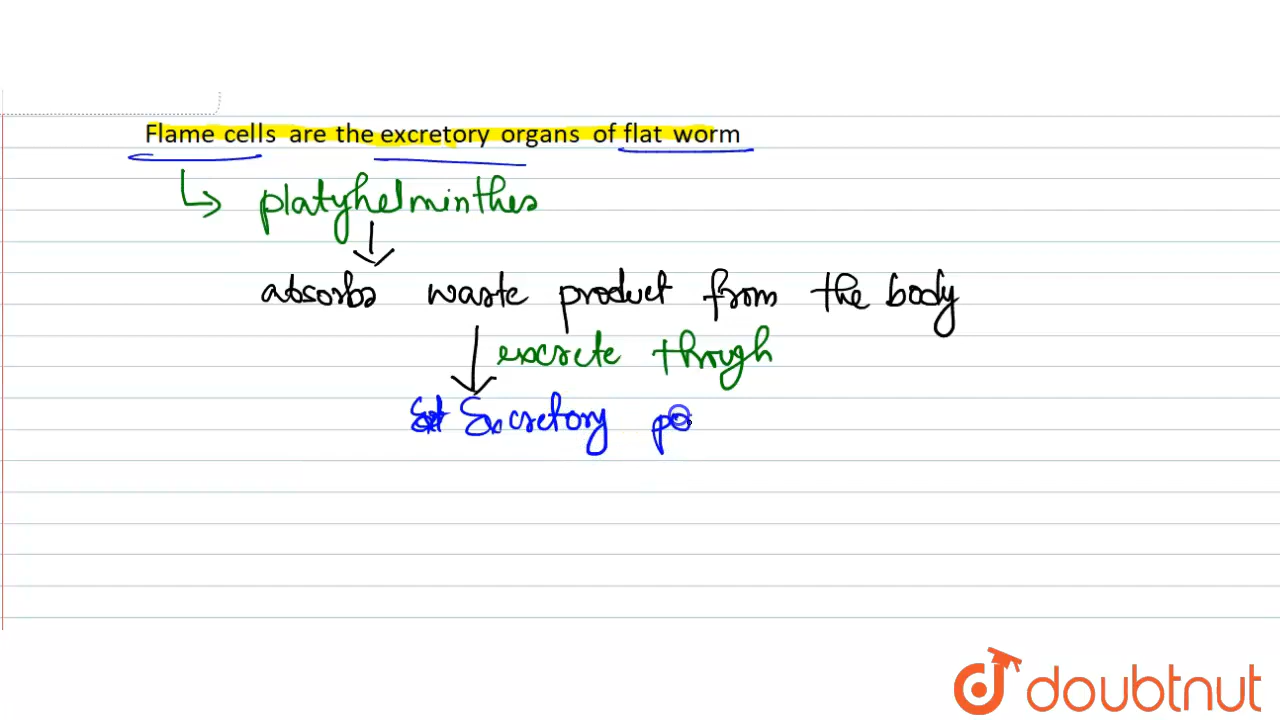 Flame cells are the excretory organs of flat worm
platyhelminthes
absorbs waste product from the body
excrete through
Excretory po
doubtnut